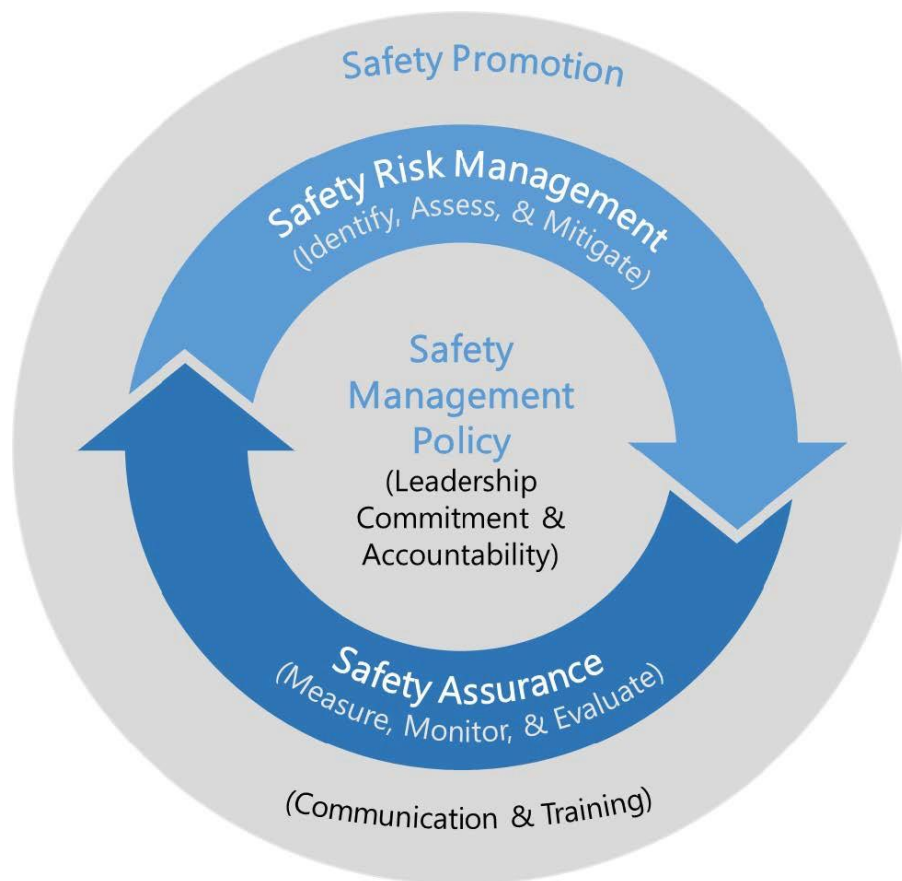 Safety Promotion
Safety Risk Management
(Identify, Assess, & Mitigate)
Safety
Management
Policy
(Leadership
Commitment &
Accountability)
Safety Assurance
(Measure, Monitor, & Evaluate)
(Communication & Training)